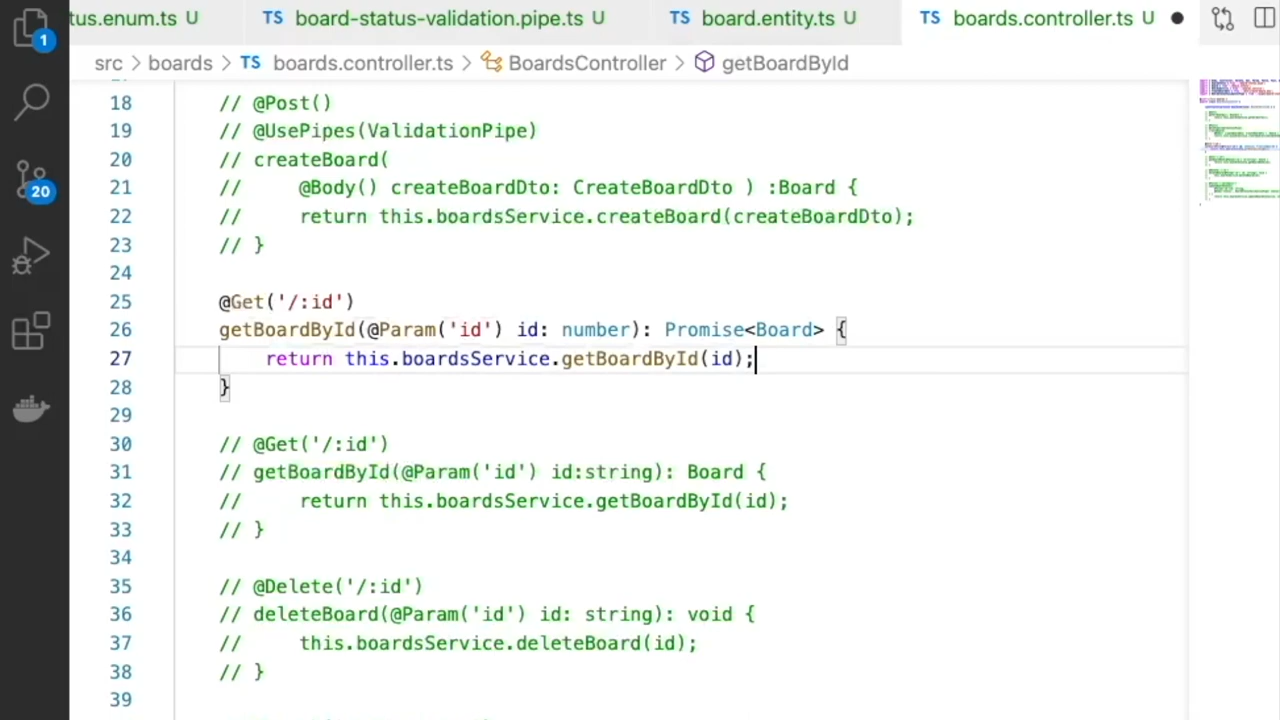 tus.enum.ts U TS board-status-validation.pipe.ts U TS board.entity.ts U TS boards.controller.ts U
1
src > boards > TS boards.controller.ts > BoardsController > getBoardById
18 // @Post()
19 // @UsePipes(ValidationPipe)
20 // createBoard(
21 // @Body() createBoardDto: CreateBoardDto ) :Board {
22 // return this.boardsService.createBoard(createBoardDto);
23 // }
20
24
25 @Get('/:id')
26 getBoardById(@Param('id') id: number): Promise<Board> {
27 return this.boardsService.getBoardById(id);
28 }
29
30 // @Get('/:id')
31 // getBoardById(@Param('id') id:string): Board {
32 // return this.boardsService.getBoardById(id);
33 // }
34
35 // @Delete('/:id')
36 // deleteBoard(@Param('id') id: string): void {
37 // this.boardsService.deleteBoard(id);
38 // }
39